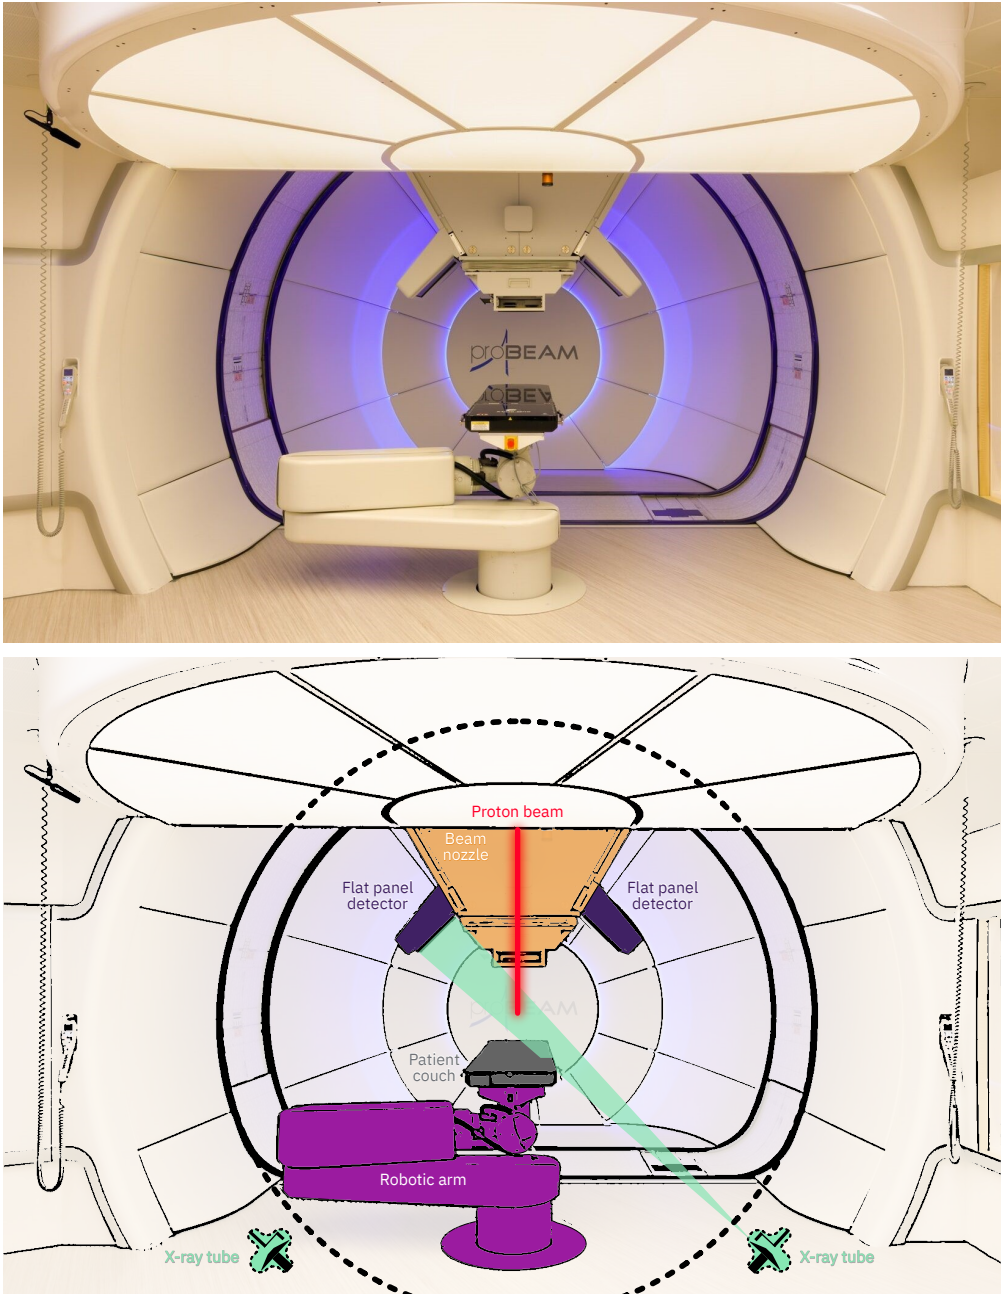 proBEAM
Proton beam
Beam
nozzle
Flat panel
detector
Flat panel
detector
proBEAM
Patient
couch
Robotic arm
X-ray tube
X-ray tube